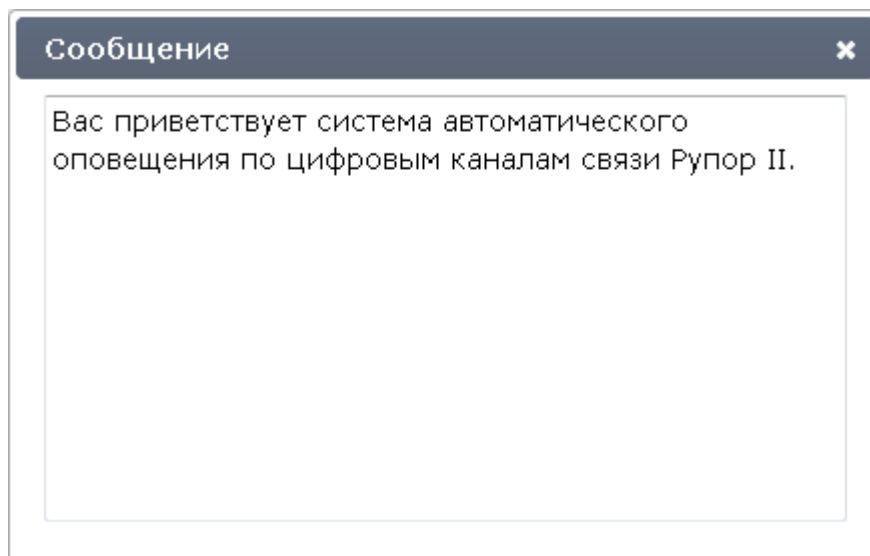 Сообщение
Вас приветствует система автоматического
оповещения по цифровым каналам связи Рупор II.